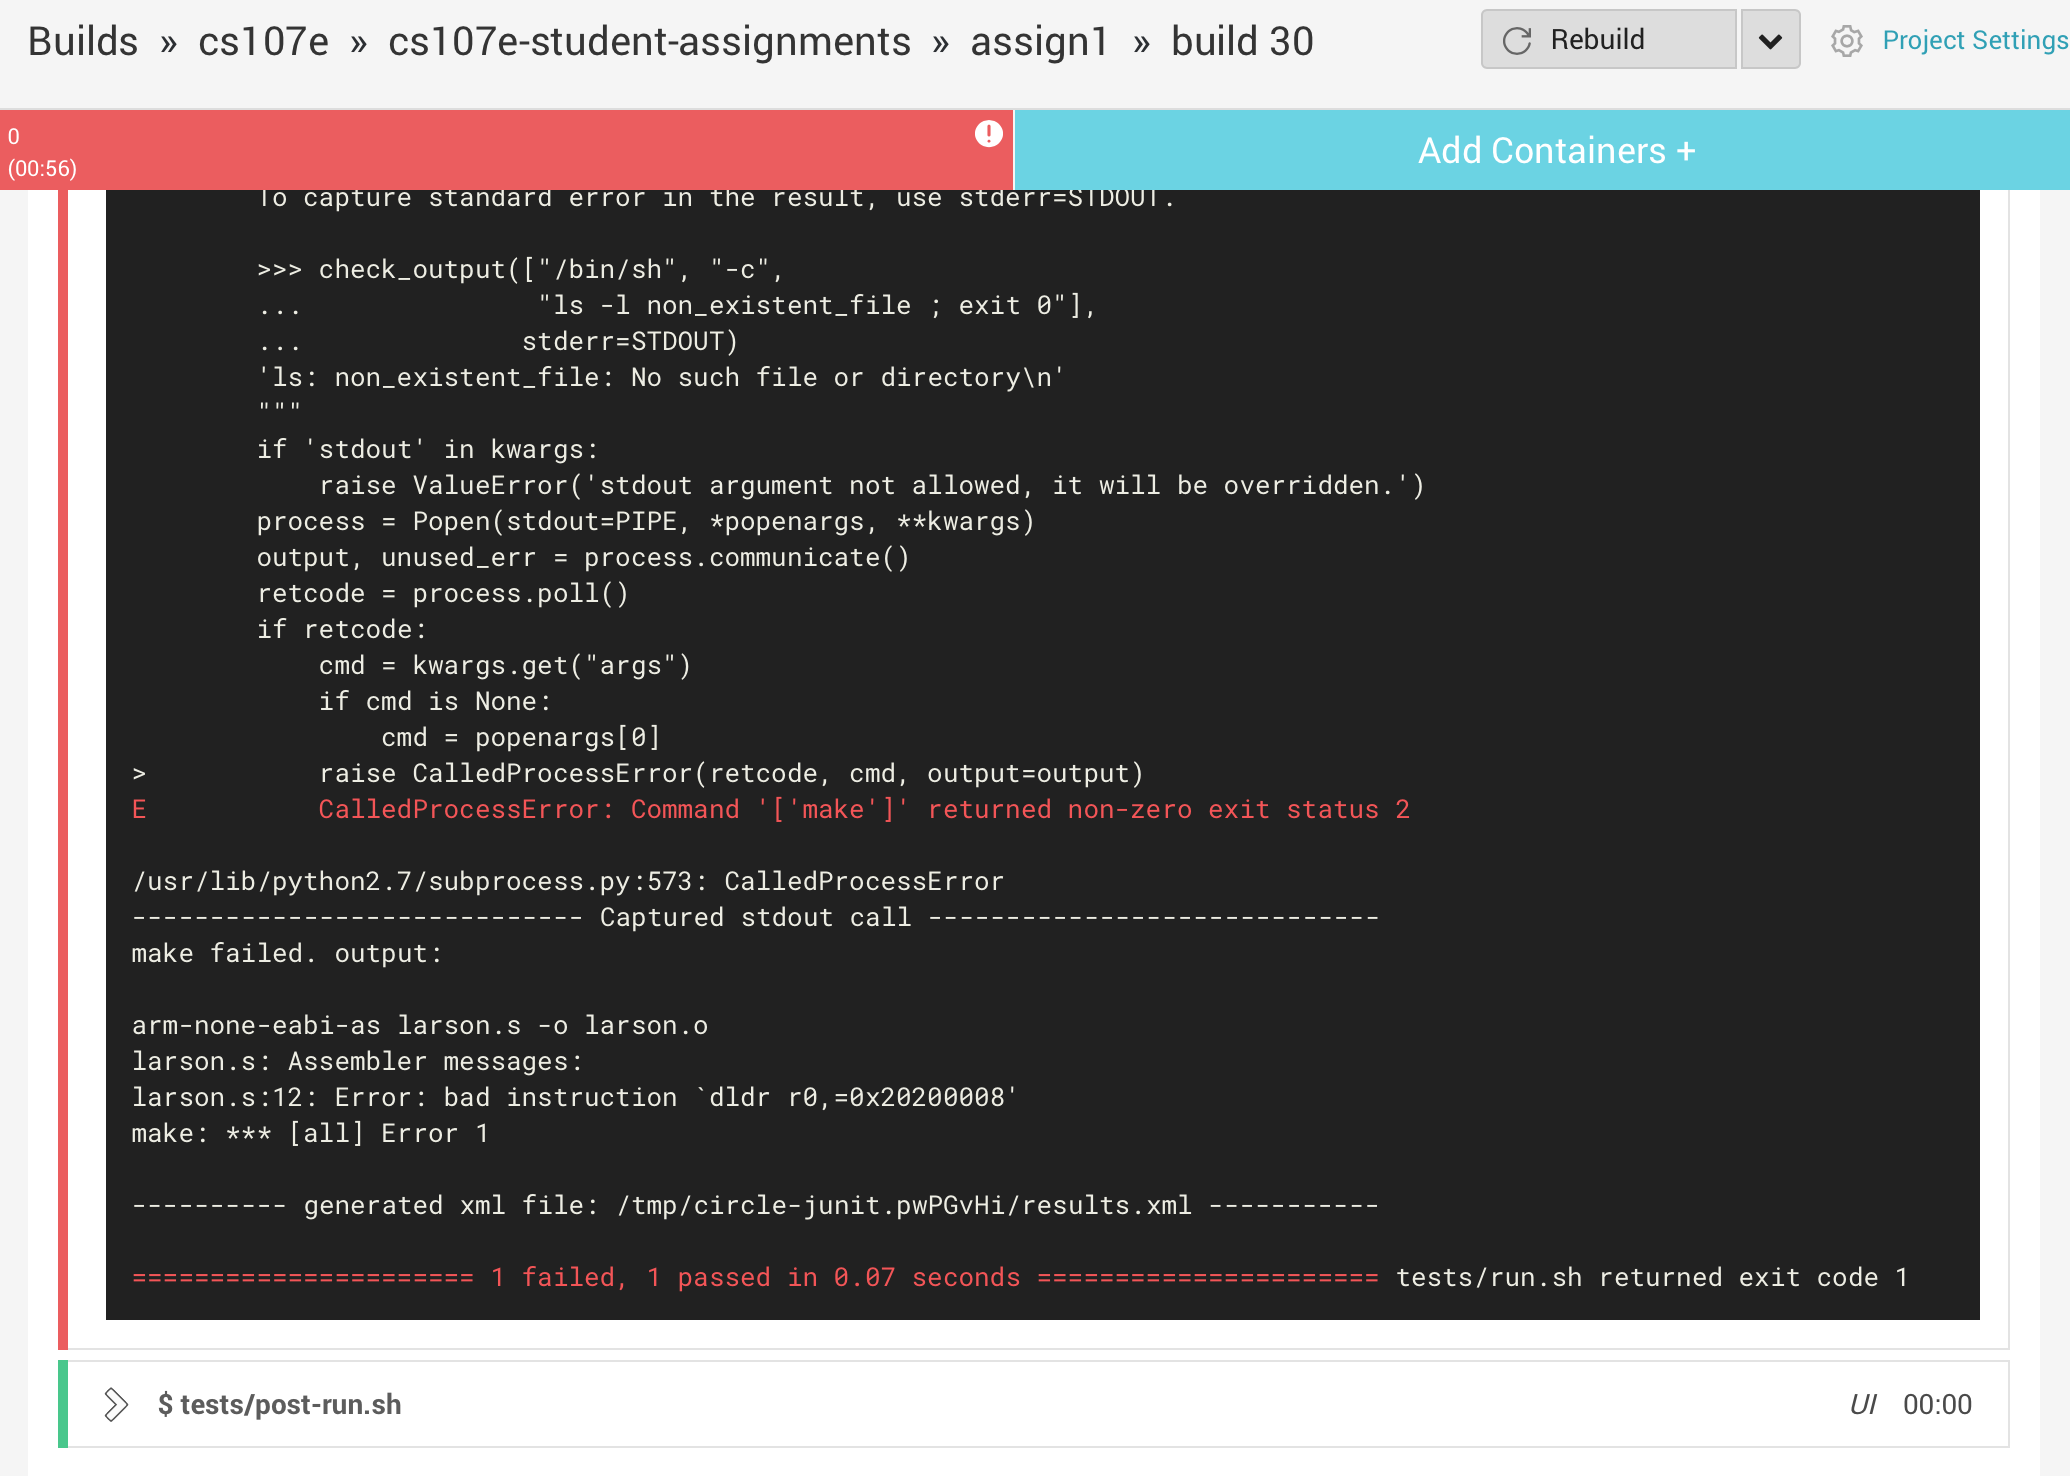 Builds » cs107e » cs107e-student-assignments » assign1 » build 30
Rebuild
Project Settings
0
(00:56)
Add Containers +
To capture standard error in the result, use stderr=STDOUT.
>>> check_output(["/bin/sh", "-c",
...               "ls -l non_existent_file ; exit 0"],
...              stderr=STDOUT)
'ls: non_existent_file: No such file or directory\n'
"""
if 'stdout' in kwargs:
    raise ValueError('stdout argument not allowed, it will be overridden.')
process = Popen(stdout=PIPE, *popenargs, **kwargs)
output, unused_err = process.communicate()
retcode = process.poll()
if retcode:
    cmd = kwargs.get("args")
    if cmd is None:
        cmd = popenargs[0]
>           raise CalledProcessError(retcode, cmd, output=output)
E           CalledProcessError: Command '['make']' returned non-zero exit status 2
/usr/lib/python2.7/subprocess.py:573: CalledProcessError
----------------------------- Captured stdout call -----------------------------
make failed. output:
arm-none-eabi-as larson.s -o larson.o
larson.s: Assembler messages:
larson.s:12: Error: bad instruction `dldr r0,=0x20200008'
make: *** [all] Error 1
---------- generated xml file: /tmp/circle-junit.pwPGvHi/results.xml -----------
====================== 1 failed, 1 passed in 0.07 seconds ====================== tests/run.sh returned exit code 1
$ tests/post-run.sh
UI 00:00